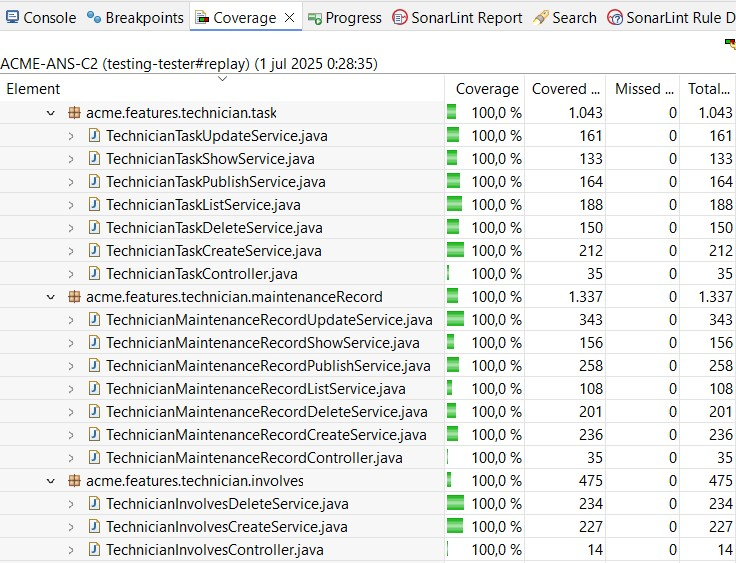 Console Breakpoints Coverage Progress SonarLint Report Search SonarLint Rule D
ACME-ANS-C2 (testing-tester#replay) (1 jul 2025 0:28:35)
Element Coverage Covered ... Missed ... Total...
acme.features.technician.task 100,0 % 1.043 0 1.043
TechnicianTaskUpdateService.java 100,0 % 161 0 161
TechnicianTaskShowService.java 100,0 % 133 0 133
TechnicianTaskPublishService.java 100,0 % 164 0 164
TechnicianTaskListService.java 100,0 % 188 0 188
TechnicianTaskDeleteService.java 100,0 % 150 0 150
TechnicianTaskCreateService.java 100,0 % 212 0 212
TechnicianTaskController.java 100,0 % 35 0 35
acme.features.technician.maintenanceRecord 100,0 % 1.337 0 1.337
TechnicianMaintenanceRecordUpdateService.java 100,0 % 343 0 343
TechnicianMaintenanceRecordShowService.java 100,0 % 156 0 156
TechnicianMaintenanceRecordPublishService.java 100,0 % 258 0 258
TechnicianMaintenanceRecordListService.java 100,0 % 108 0 108
TechnicianMaintenanceRecordDeleteService.java 100,0 % 201 0 201
TechnicianMaintenanceRecordCreateService.java 100,0 % 236 0 236
TechnicianMaintenanceRecordController.java 100,0 % 35 0 35
acme.features.technician.involves 100,0 % 475 0 475
TechnicianInvolvesDeleteService.java 100,0 % 234 0 234
TechnicianInvolvesCreateService.java 100,0 % 227 0 227
TechnicianInvolvesController.java 100,0 % 14 0 14